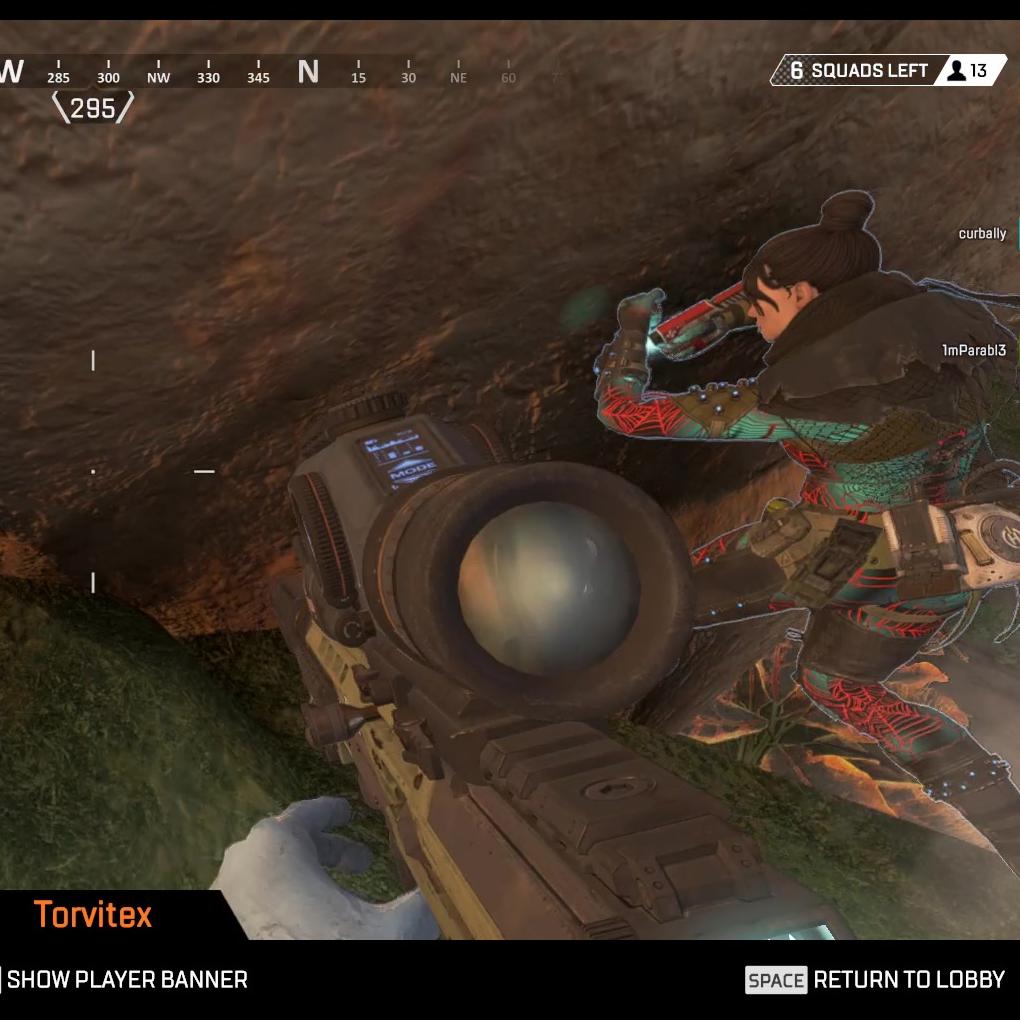 W 285 300 NW 330 345 N 15 30 NE 60
295
6 SQUADS LEFT 13
curbally
1mParabl3
MODE
Torvitex
SHOW PLAYER BANNER
SPACE RETURN TO LOBBY